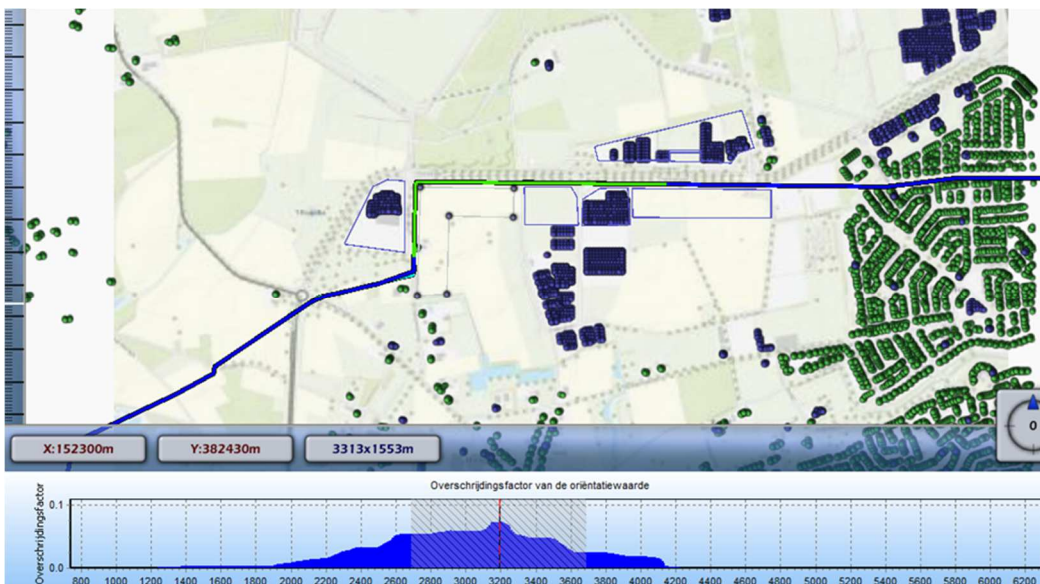 0
X:152300m
Y:382430m
3313x1553m
Overschrijdingsfactor van de oriëntatiewaarde
Overschrijdingsfactor
0.1
0.0
800 1000 1200 1400 1600 1800 2000 2200 2400 2600 2800 3000 3200 3400 3600 3800 4000 4200 4400 4600 4800 5000 5200 5400 5600 5800 6000 6200